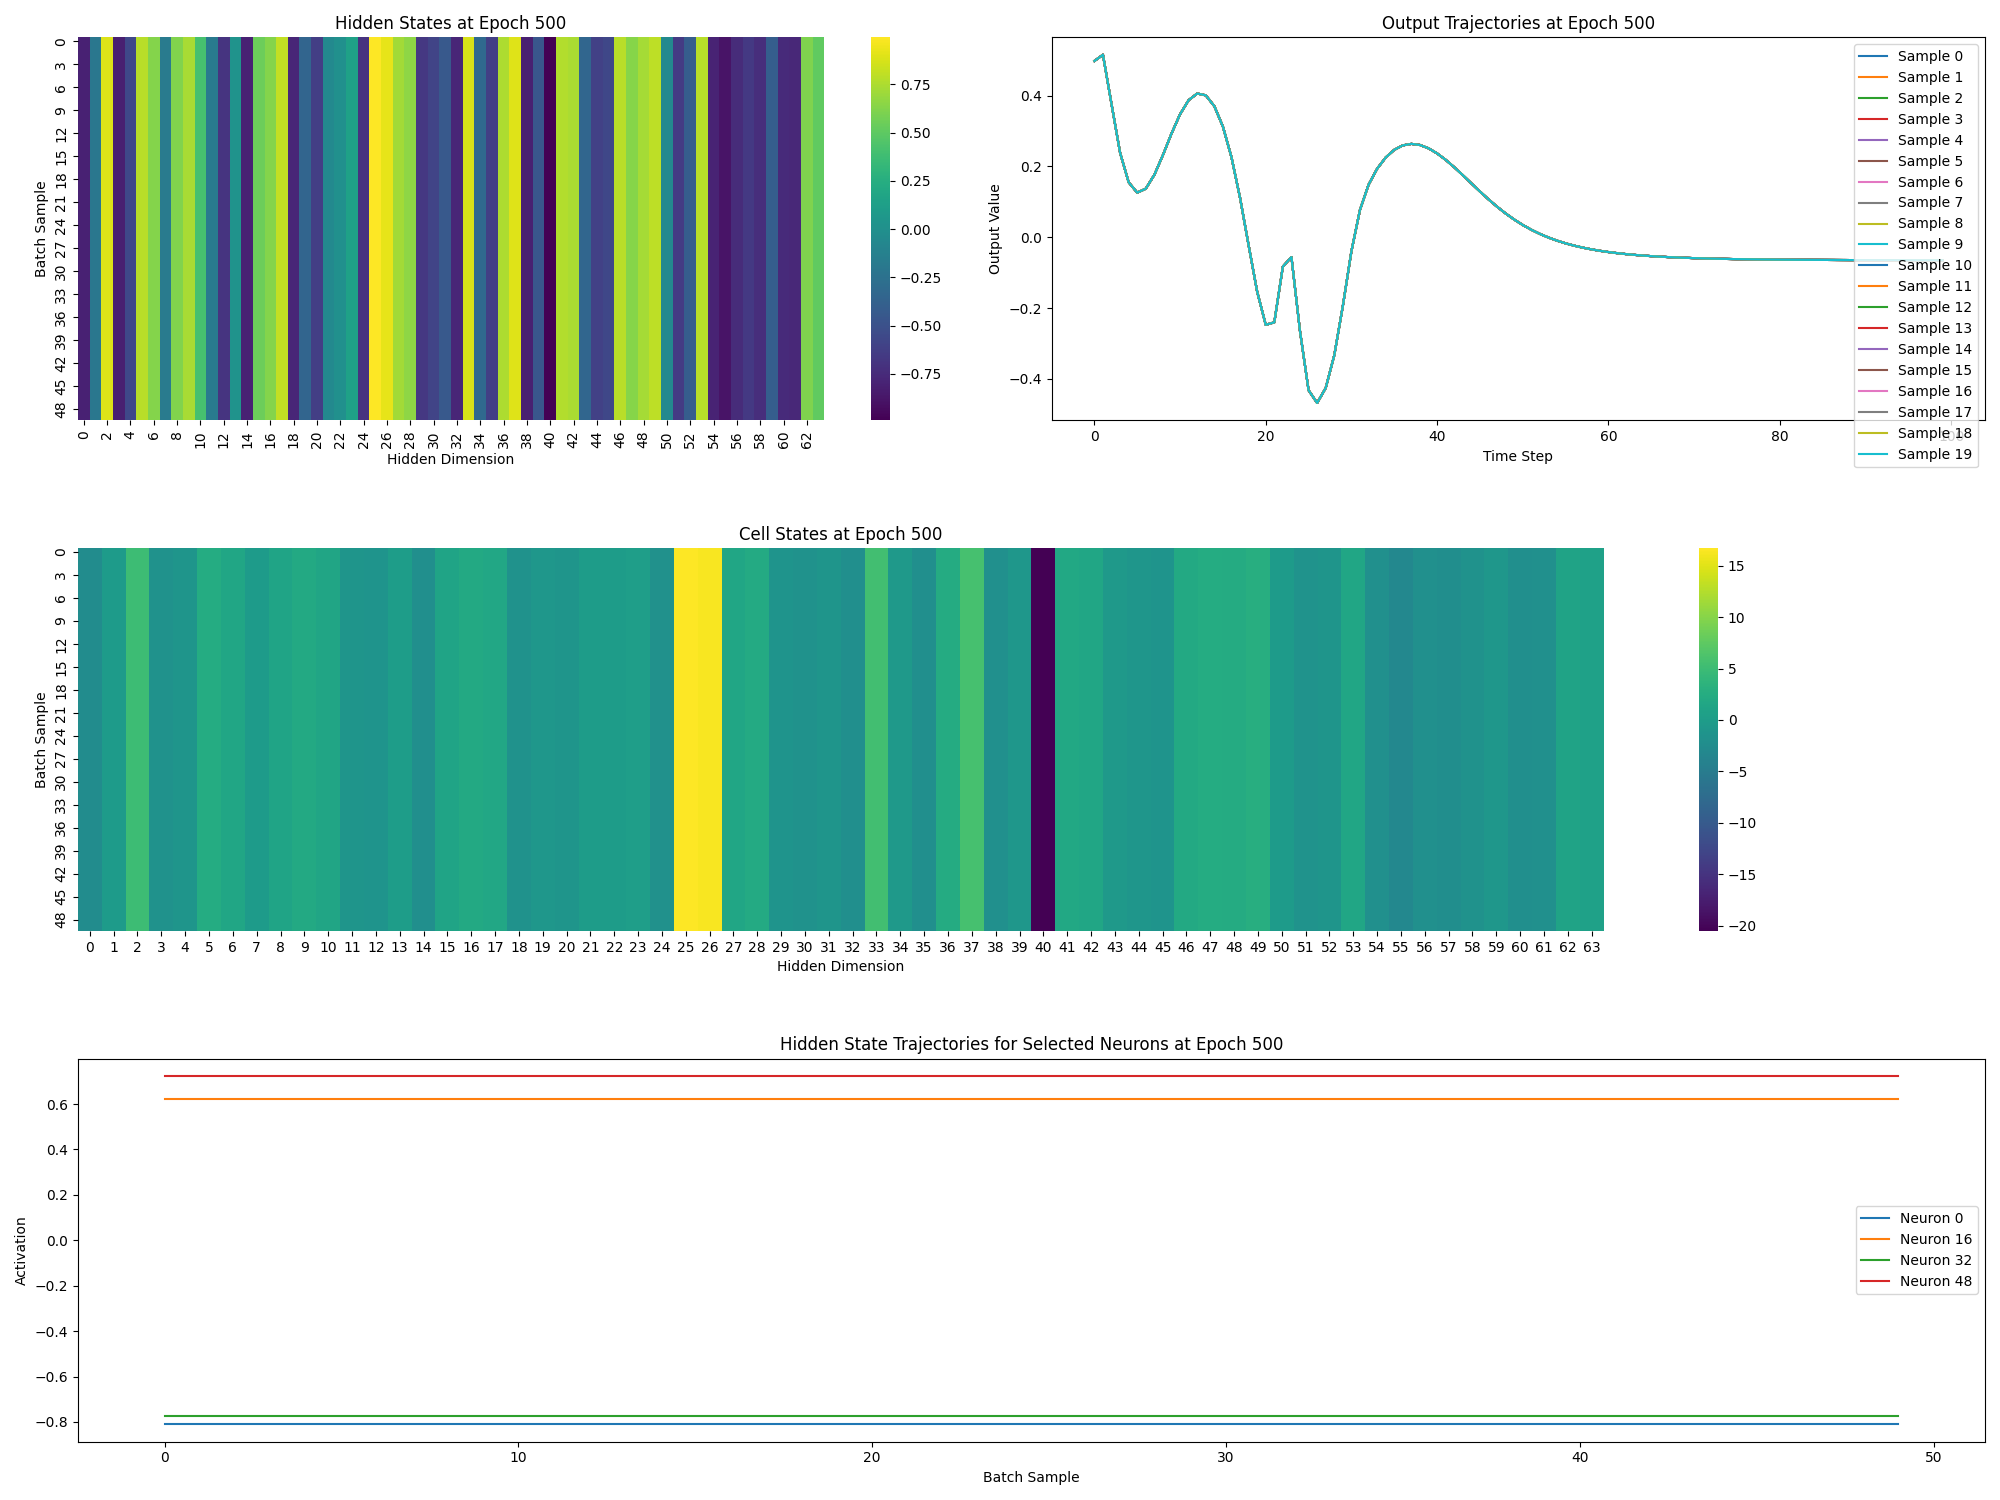 Hidden States at Epoch 500
Batch Sample
0
3
6
9
12
15
18
21
24
27
30
33
36
39
42
45
48
0 2 4 6 8 10 12 14 16 18 20 22 24 26 28 30 32 34 36 38 40 42 44 46 48 50 52 54 56 58 60 62
Hidden Dimension
0.75
0.50
0.25
0.00
−0.25
−0.50
−0.75
Output Trajectories at Epoch 500
Output Value
0.4
0.2
0.0
−0.2
−0.4
0 20 40 60 80 100
Time Step
Sample 0
Sample 1
Sample 2
Sample 3
Sample 4
Sample 5
Sample 6
Sample 7
Sample 8
Sample 9
Sample 10
Sample 11
Sample 12
Sample 13
Sample 14
Sample 15
Sample 16
Sample 17
Sample 18
Sample 19
Cell States at Epoch 500
Batch Sample
0
3
6
9
12
15
18
21
24
27
30
33
36
39
42
45
48
0 1 2 3 4 5 6 7 8 9 10 11 12 13 14 15 16 17 18 19 20 21 22 23 24 25 26 27 28 29 30 31 32 33 34 35 36 37 38 39 40 41 42 43 44 45 46 47 48 49 50 51 52 53 54 55 56 57 58 59 60 61 62 63
Hidden Dimension
15
10
5
0
−5
−10
−15
−20
Hidden State Trajectories for Selected Neurons at Epoch 500
Activation
0.6
0.4
0.2
0.0
−0.2
−0.4
−0.6
−0.8
0 10 20 30 40 50
Batch Sample
Neuron 0
Neuron 16
Neuron 32
Neuron 48